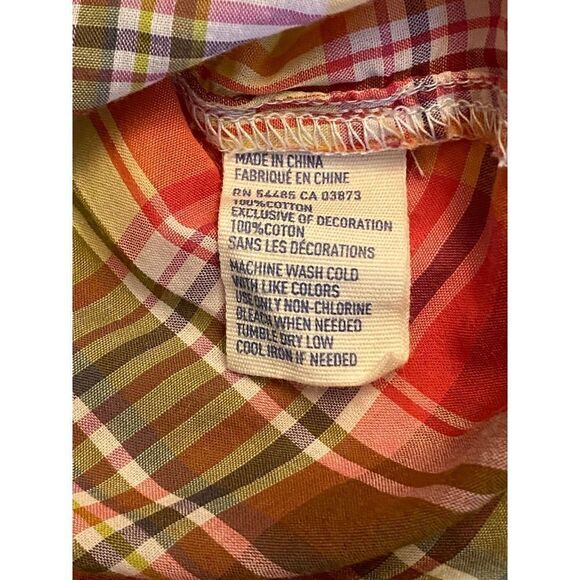 MADE IN CHINA
FABRIQUÉ EN CHINE
RN 54485 CA 03873
100%COTTON
EXCLUSIVE OF DECORATION
100%COTON
SANS LES DÉCORATIONS
MACHINE WASH COLD
WITH LIKE COLORS
USE ONLY NON-CHLORINE
BLEACH WHEN NEEDED
TUMBLE DRY LOW
COOL IRON IF NEEDED